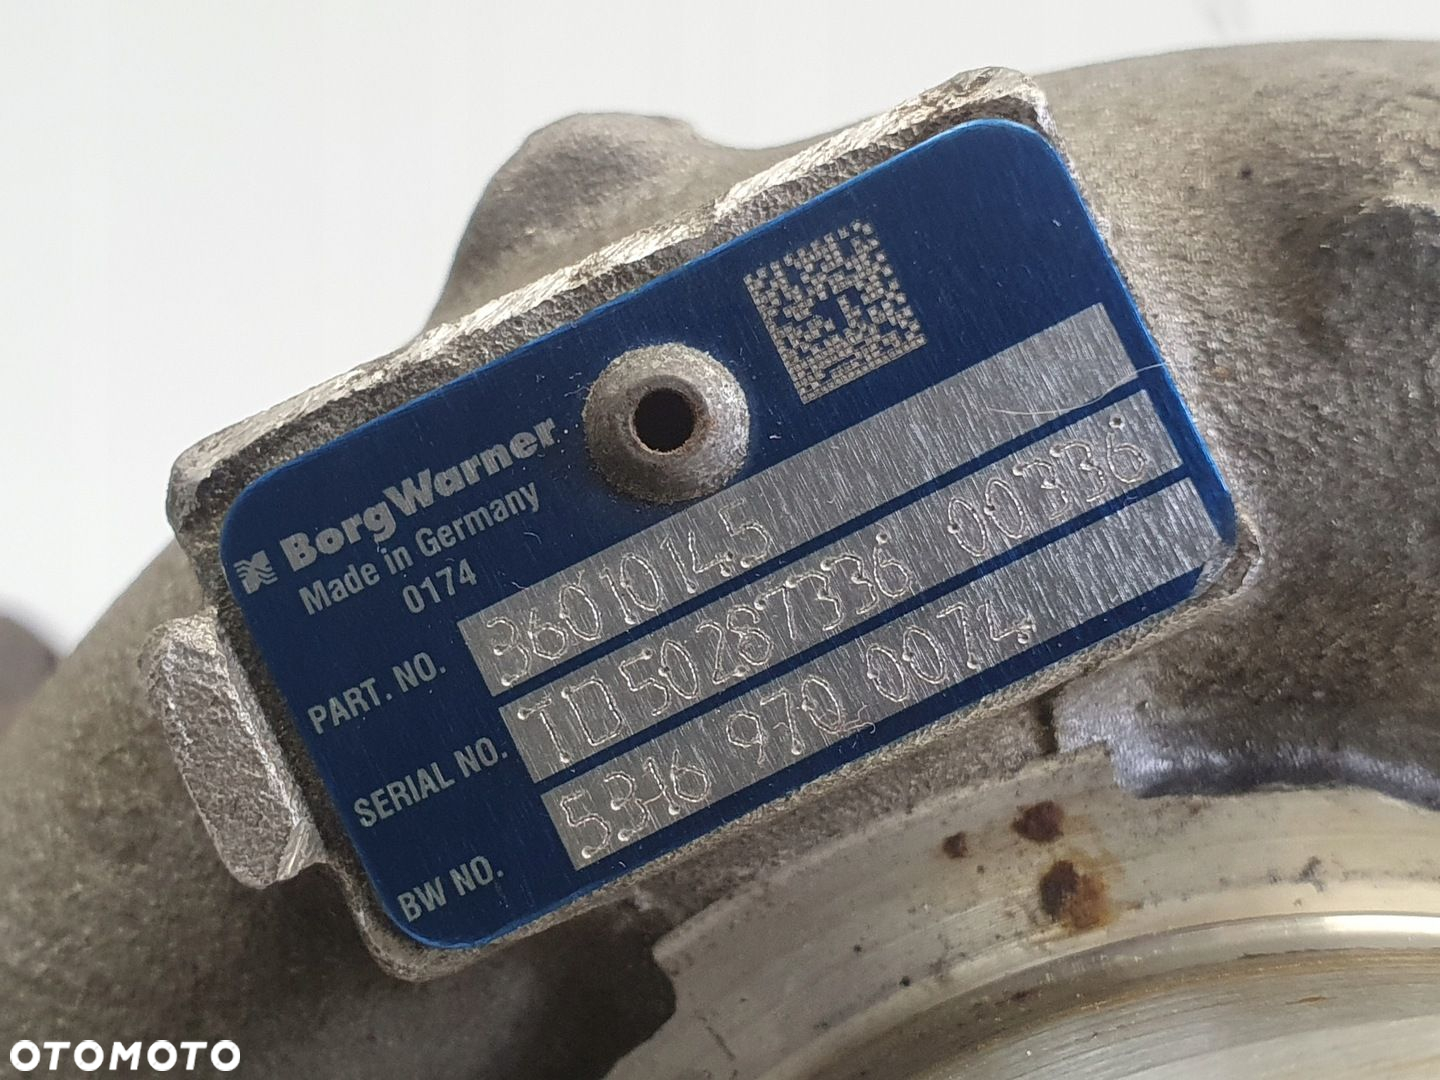 BorgWarner
Made in Germany
0174
PART. NO. 36010145
SERIAL NO. TD50287336 00336
BW NO. 5316 970 0074
OTOMOTO